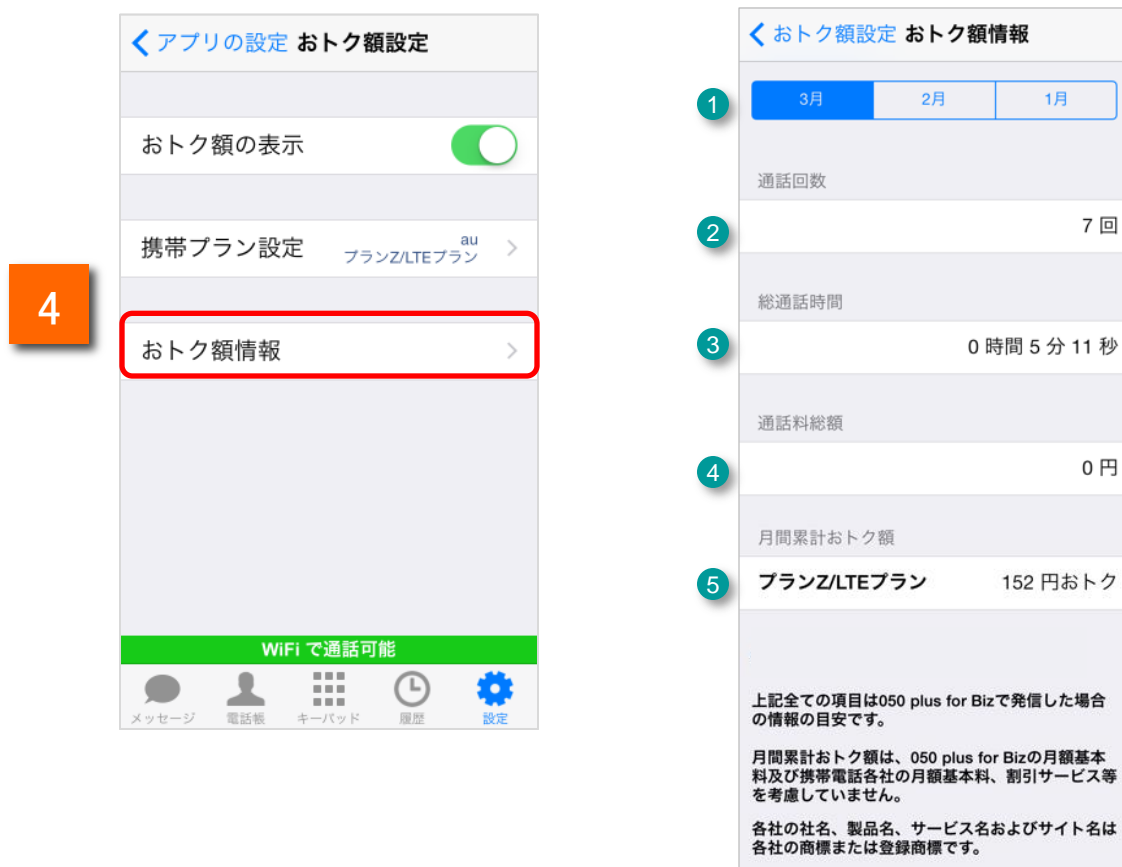 アプリの設定 おトク額設定
おトク額の表示
携帯プラン設定
au
プランZ/LTEプラン
4
おトク額情報
WiFi で通話可能
メッセージ 電話帳 キーパッド 履歴 設定
おトク額設定 おトク額情報
1
3月 2月 1月
通話回数
2
7 回
総通話時間
3
0 時間 5 分 11 秒
通話料総額
4
0 円
月間累計おトク額
5
プランZ/LTEプラン 152 円おトク
上記全ての項目は050 plus for Bizで発信した場合
の情報の目安です。
月間累計おトク額は、050 plus for Bizの月額基本
料及び携帯電話各社の月額基本料、割引サービス等
を考慮していません。
各社の社名、製品名、サービス名およびサイト名は
各社の商標または登録商標です。